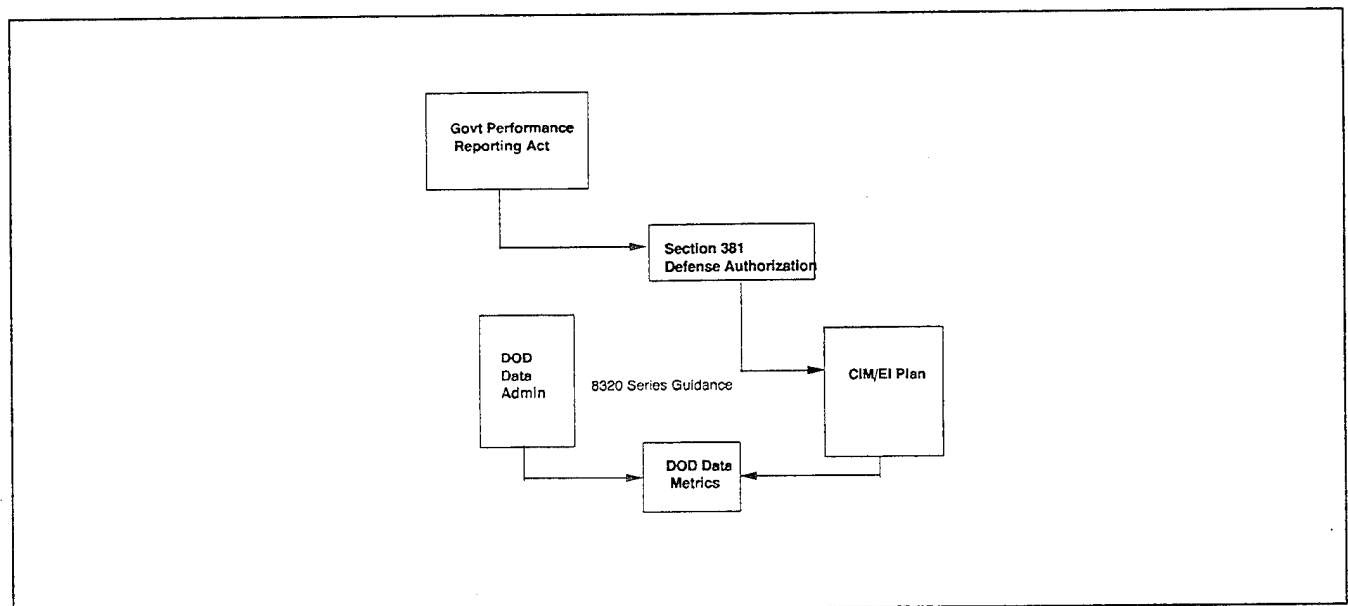 Govt Performance
Reporting Act
Section 381
Defense Authorization
DOD
Data
Admin
8320 Series Guidance
CIM/EI Plan
DOD Data
Metrics